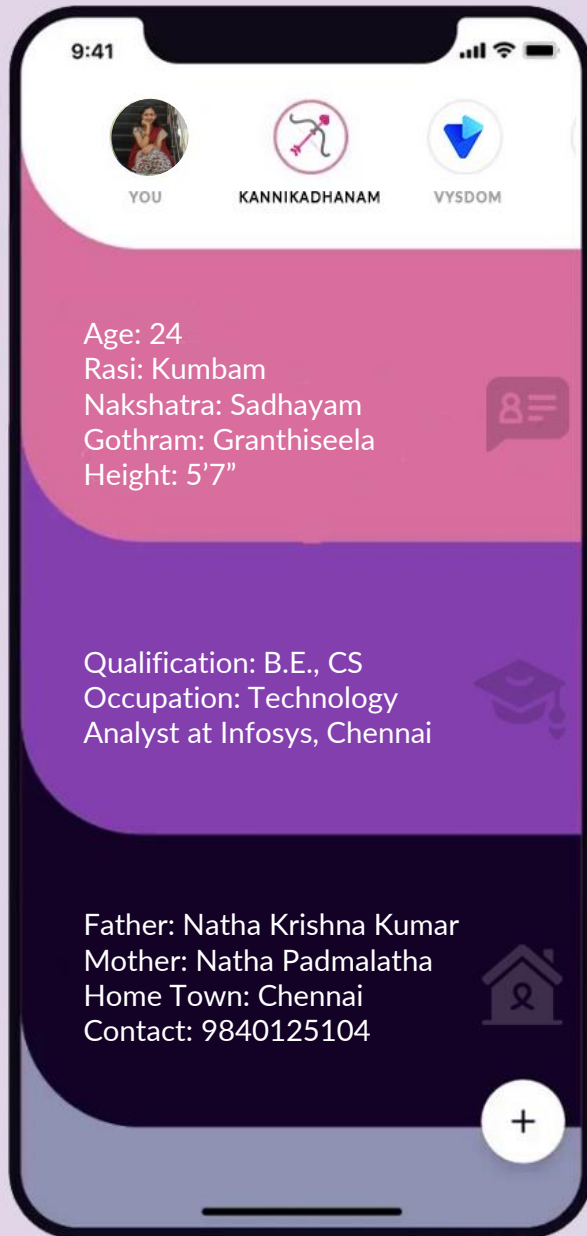 9:41
YOU
KANNIKADHANAM
VYSDOM
Age: 24
Rasi: Kumbam
Nakshatra: Sadhayam
Gothram: Granthiseela
Height: 5’7”
Qualification: B.E., CS
Occupation: Technology
Analyst at Infosys, Chennai
Father: Natha Krishna Kumar
Mother: Natha Padmalatha
Home Town: Chennai
Contact: 9840125104